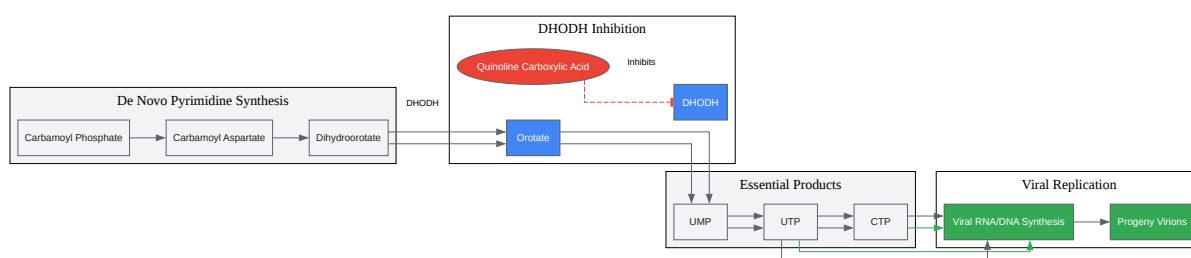 DHODH Inhibition
Quinoline Carboxylic Acid
Inhibits
DHODH
De Novo Pyrimidine Synthesis
DHODH
Carbamoyl Phosphate
Carbamoyl Aspartate
Dihydroorotate
Orotate
Essential Products
UMP
UTP
CTP
Viral Replication
Viral RNA/DNA Synthesis
Progeny Virions